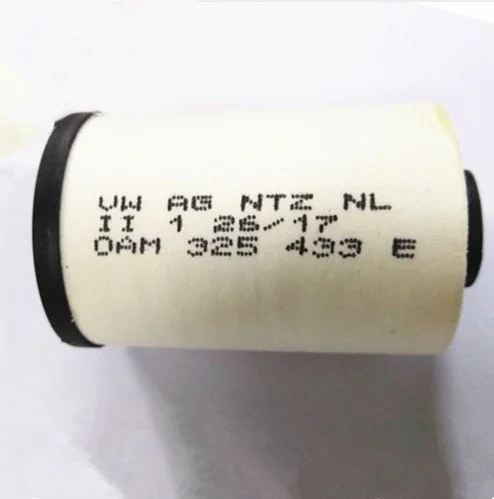 VW AG NTZ NL
II 1 26/17
0AM 325 433 E